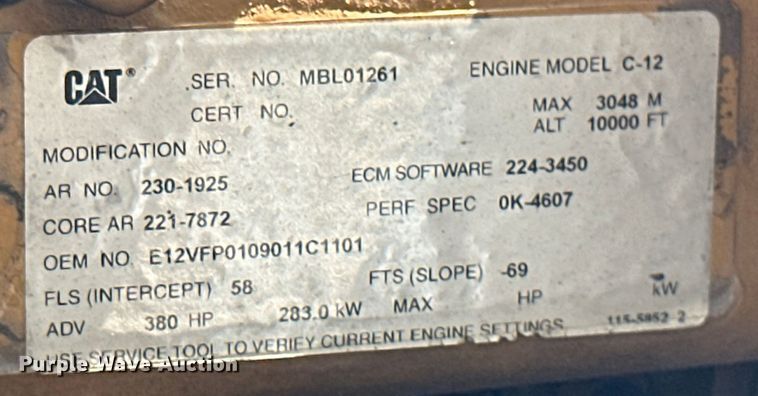 CAT® SER. NO. MBL01261 ENGINE MODEL C-12
CERT NO. MAX 3048 M
ALT 10000 FT
MODIFICATION NO.
AR NO. 230-1925 ECM SOFTWARE 224-3450
CORE AR 221-7872 PERF SPEC 0K-4607
OEM NO. E12VFP0109011C1101
FLS (INTERCEPT) 58 FTS (SLOPE) -69
ADV 380 HP 283.0 kW MAX HP kW
USE SERVICE TOOL TO VERIFY CURRENT ENGINE SETTINGS 115-5852 2
Purple Wave Auction